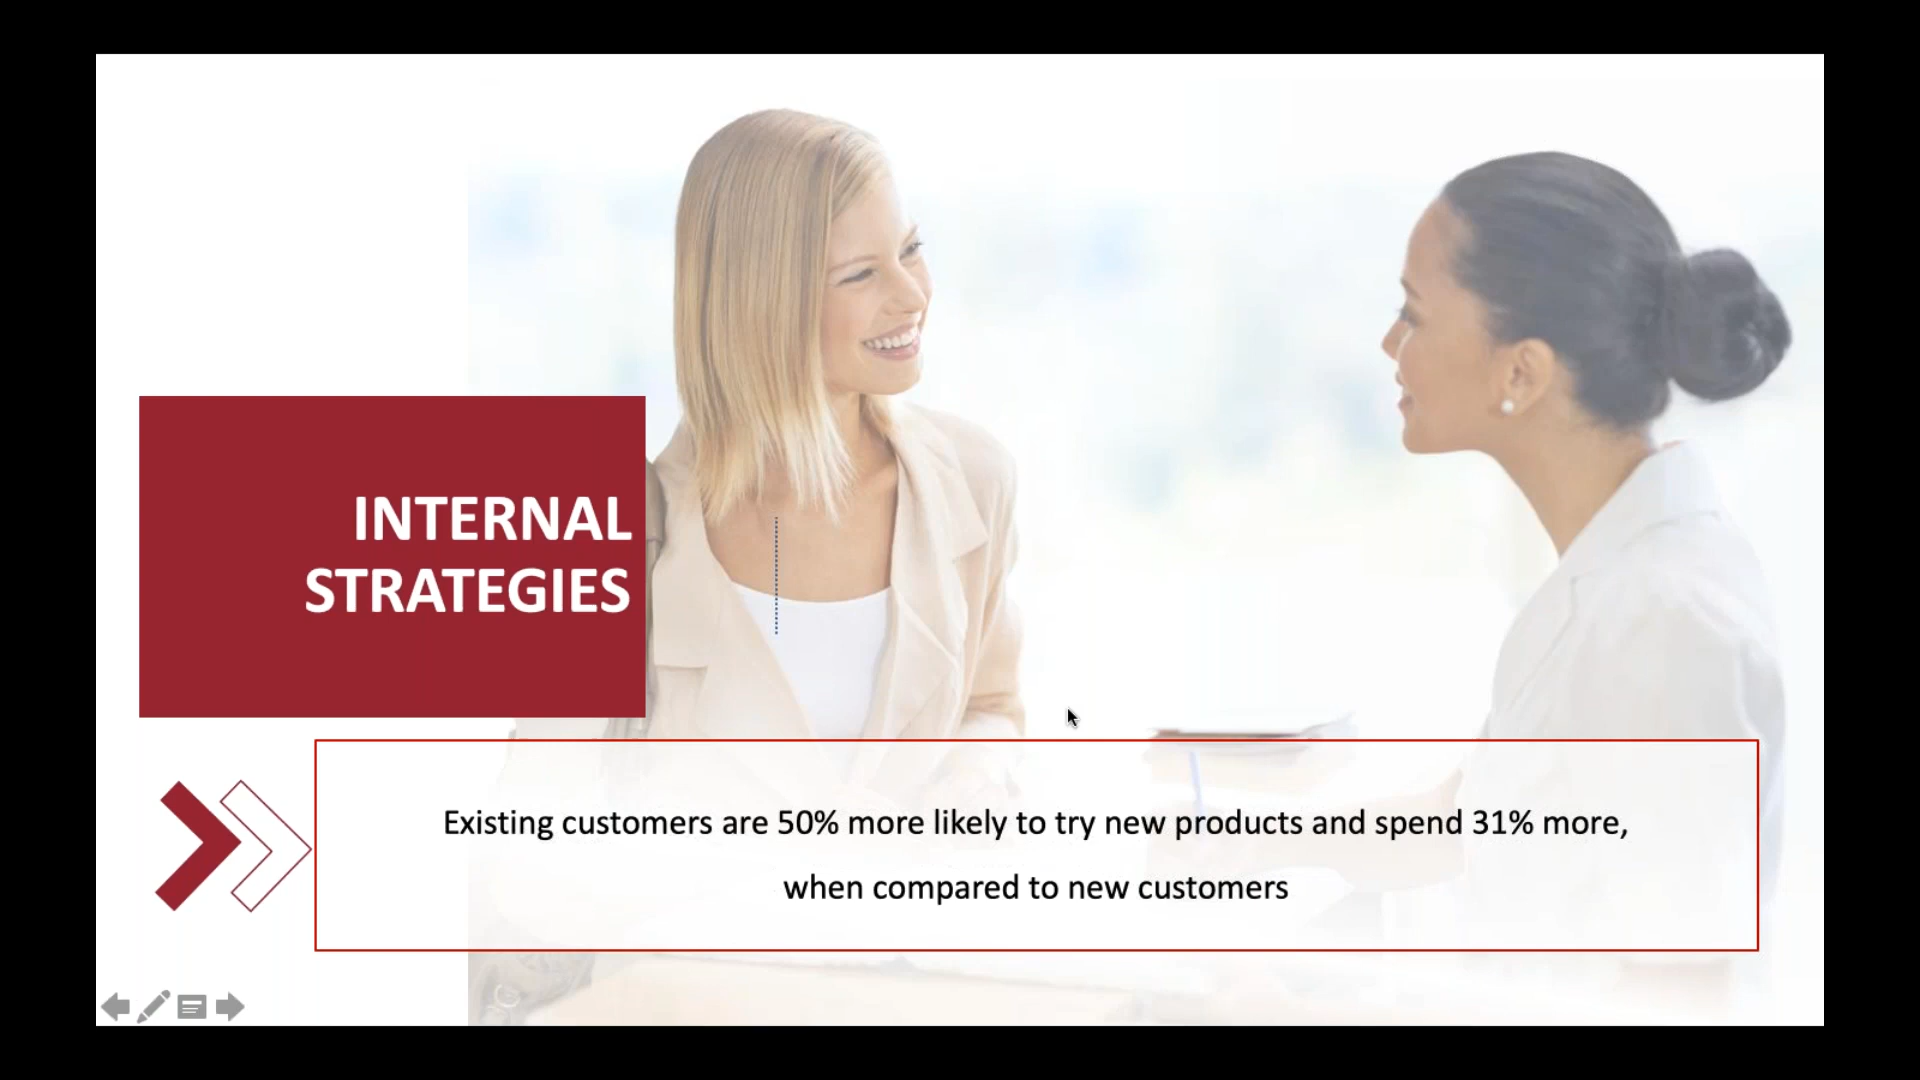 INTERNAL
STRATEGIES
Existing customers are 50% more likely to try new products and spend 31% more,
when compared to new customers